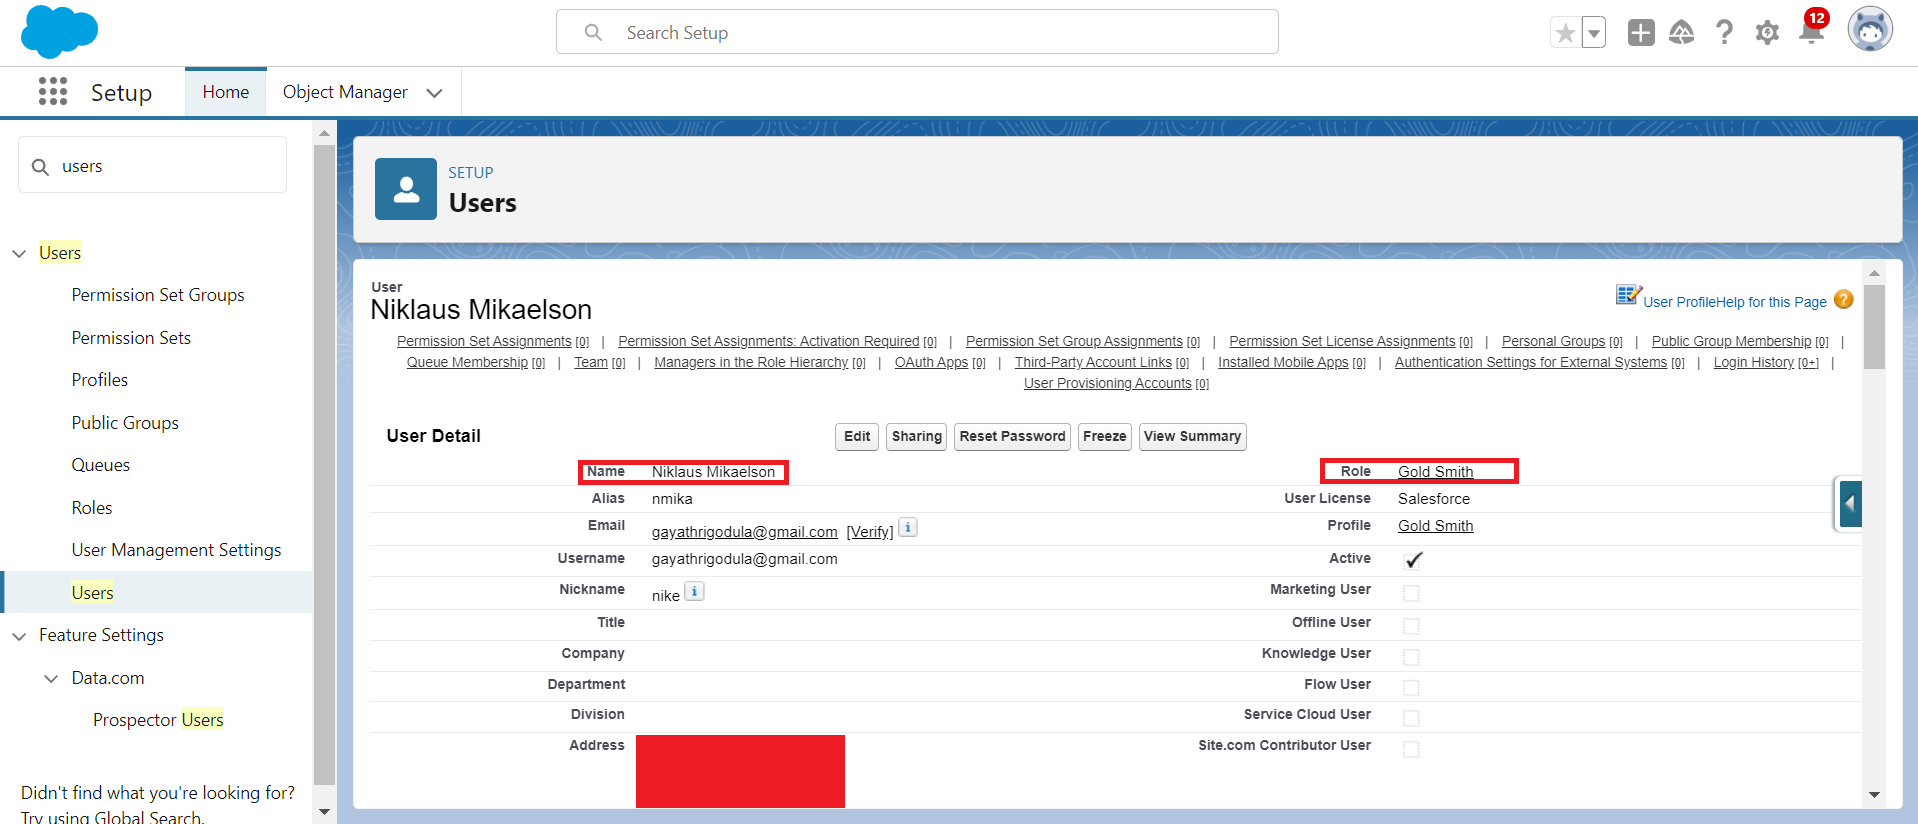 Search Setup
12
Setup
Home
Object Manager
users
Users
Permission Set Groups
Permission Sets
Profiles
Public Groups
Queues
Roles
User Management Settings
Users
Feature Settings
Data.com
Prospector Users
Didn't find what you're looking for?
Try using Global Search.
SETUP
Users
User
Niklaus Mikaelson
User Profile Help for this Page ?
Permission Set Assignments [0] | Permission Set Assignments: Activation Required [0] | Permission Set Group Assignments [0] | Permission Set License Assignments [0] | Personal Groups [0] | Public Group Membership [0] |
Queue Membership [0] | Team [0] | Managers in the Role Hierarchy [0] | OAuth Apps [0] | Third-Party Account Links [0] | Installed Mobile Apps [0] | Authentication Settings for External Systems [0] | Login History [0+] |
User Provisioning Accounts [0]
User Detail
Edit Sharing Reset Password Freeze View Summary
Name Niklaus Mikaelson Role Gold Smith
Alias nmika User License Salesforce
Email gayathrigodula@gmail.com [Verify] i Profile Gold Smith
Username gayathrigodula@gmail.com Active
Nickname nike i Marketing User
Title Offline User
Company Knowledge User
Department Flow User
Division Service Cloud User
Address Site.com Contributor User